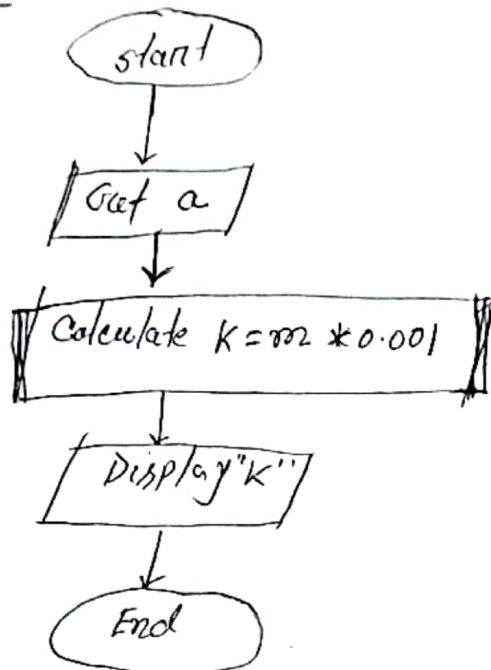 start
Get a
Calculate K = m * 0.001
Display "K"
End